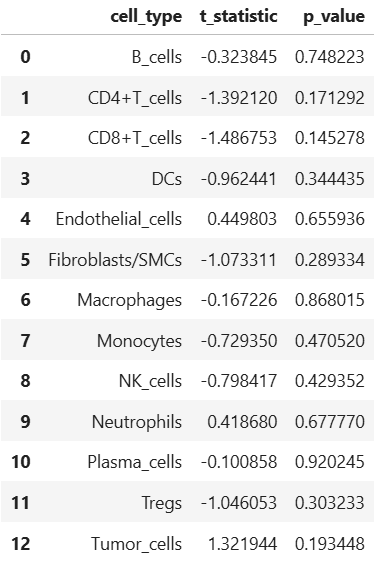 cell_type t_statistic p_value
0 B_cells -0.323845 0.748223
1 CD4+T_cells -1.392120 0.171292
2 CD8+T_cells -1.486753 0.145278
3 DCs -0.962441 0.344435
4 Endothelial_cells 0.449803 0.655936
5 Fibroblasts/SMCs -1.073311 0.289334
6 Macrophages -0.167226 0.868015
7 Monocytes -0.729350 0.470520
8 NK_cells -0.798417 0.429352
9 Neutrophils 0.418680 0.677770
10 Plasma_cells -0.100858 0.920245
11 Tregs -1.046053 0.303233
12 Tumor_cells 1.321944 0.193448